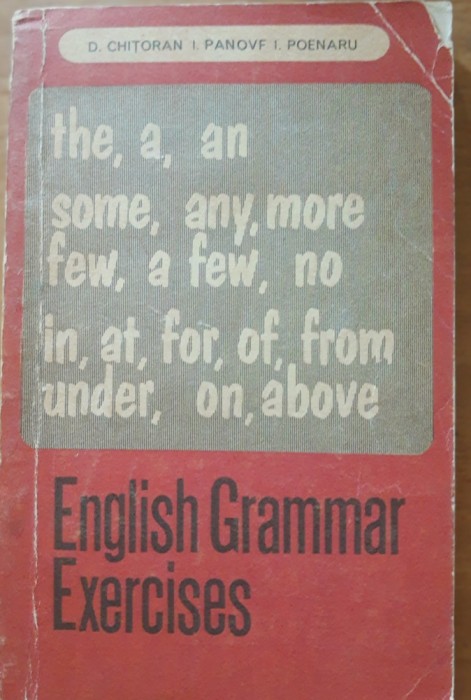 D. CHIȚORAN I. PANOVF I. POENARU
the, a, an
some, any, more
few, a few, no
in, at, for, of, from
under, on, above
English Grammar
Exercises